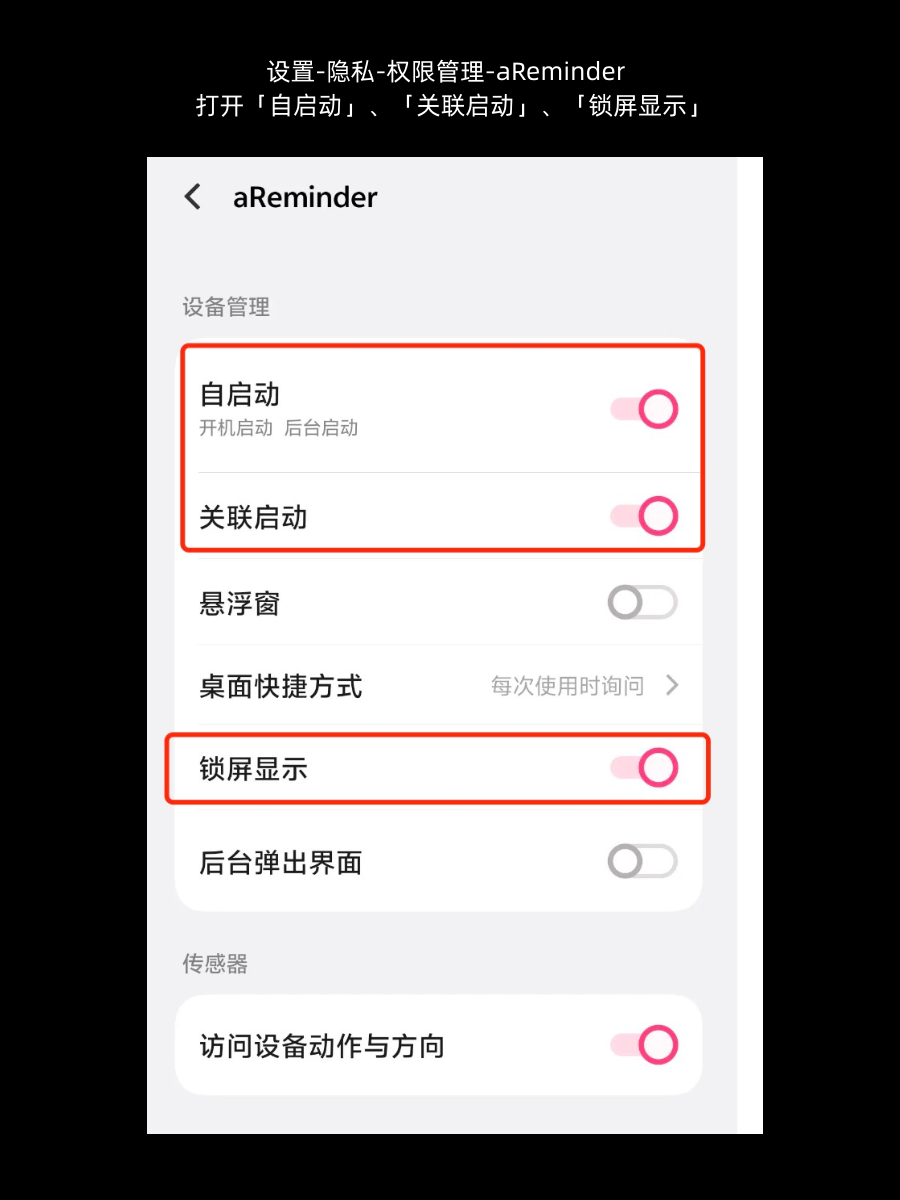 设置-隐私-权限管理-aReminder
打开「自启动」、「关联启动」、「锁屏显示」
aReminder
设备管理
自启动
开机启动 后台启动
关联启动
悬浮窗
桌面快捷方式 每次使用时询问
锁屏显示
后台弹出界面
传感器
访问设备动作与方向